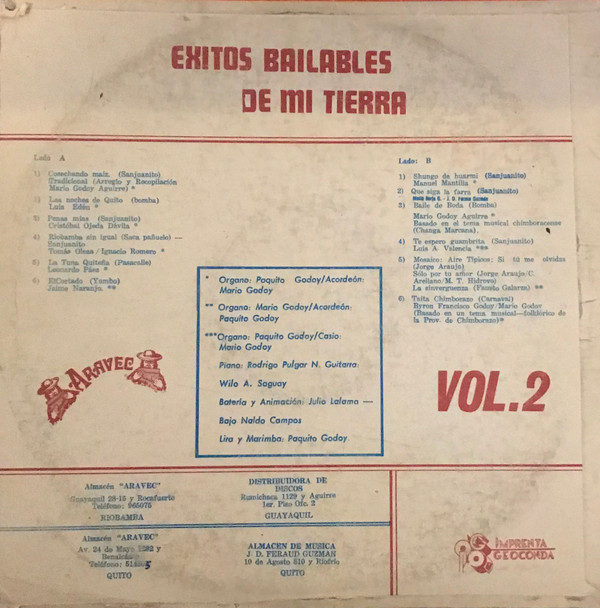 EXITOS BAILABLES
DE MI TIERRA
Lado A
1) Cosechando maíz (Sanjuanito)
Tradicional (Arreglo y Recopilación
Mario Godoy Aguirre) *
2) Las noches de Quito (bomba)
Luis *
3) Penas mías (Sanjuanito)
Cristóbal Ojeda Dávila *
4) Riobamba sin igual (Saca pañuelo) —
Sanjuanito
Tomás / Ignacio Romero *
5) La Tuna Quiteña (Pasacalle)
Leonardo Páez *
6) ElCortado (Yumbo)
Jaime Naranjo **
Lado: B
1) Shungo de huarmi (Sanjuanito)
Manuel Mantilla *
2) Que siga la farra (Sanjuanito)
3) Baile de Boda (Bomba)
Mario Godoy Aguirre *
Basada en el tema musical chimboracense
(Changa Marcana).
4) Te espero guambrita (Sanjuanito)
Luis A. Valencia ***
5) Mosaico: Aire Típicos: Si tú me olvidas
(Jorge Araujo)
Sólo por tu amor (Jorge Araujo/C.
Arellano/M. T. Hidrovo)
La sinvergüenza (Fausto Galarza) **
6) Taita Chimborazo (Carnaval)
Byron Francisco Godoy/Mario Godoy
(Basado en un tema musical—folklórico de
la Prov. de Chimborazo)*
* Organo: Paquito Godoy/Acordeón:
Mario Godoy
** Organo: Mario Godoy/Acordeón:
Paquito Godoy
***Organo: Paquito Godoy/Casio:
Mario Godoy
Piano: Rodrigo Pulgar N. Guitarra:
Wilo A. Saguay
Batería y Animación: Julio Lalama —
Bajo Naldo Campos
Lira y Marimba: Paquito Godoy
ARAVEC
VOL.2
Almacén "ARAVEC"
Guayaquil 28-15 y Rocafuerte
Teléfono: 965075
RIOBAMBA
DISTRIBUIDORA DE
DISCOS
Rumichaca 1129 y Aguirre
1er. Piso Ofc. 2
GUAYAQUIL
Almacén: "ARAVEC"
Av. 24 de Mayo 1282 y
Benalcázar
Teléfono:
QUITO
ALMACEN DE MUSICA
J. D. FERAUD GUZMAN
10 de Agosto 810 y Riofrío
QUITO
IMPRENTA
GEOCONDA